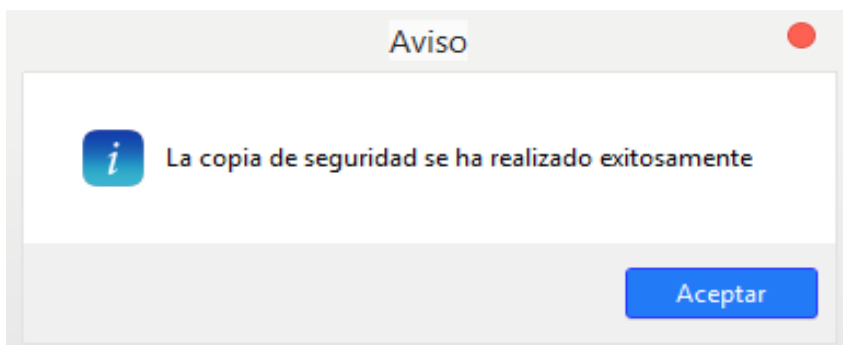 Aviso
i
La copia de seguridad se ha realizado exitosamente
Aceptar